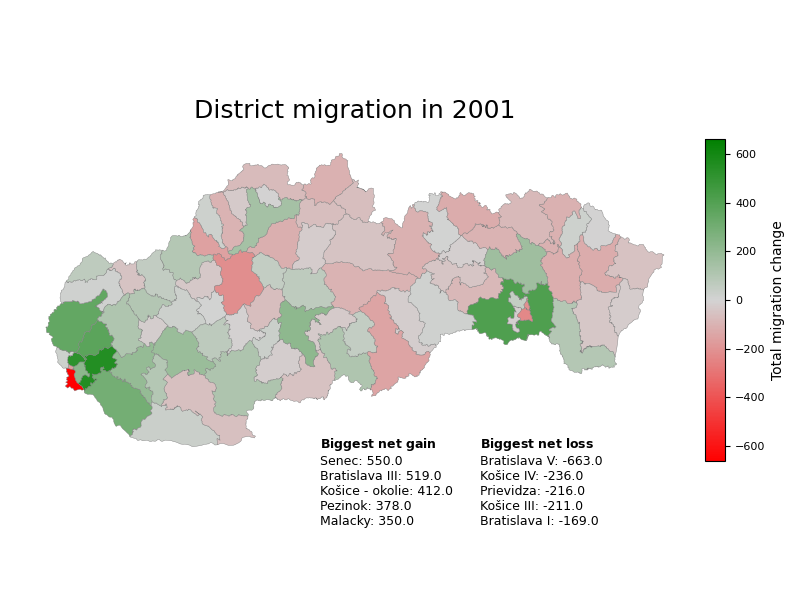 District migration in 2001
600
400
200
0
−200
−400
−600
Total migration change
Biggest net gain
Senec: 550.0
Bratislava III: 519.0
Košice - okolie: 412.0
Pezinok: 378.0
Malacky: 350.0
Biggest net loss
Bratislava V: -663.0
Košice IV: -236.0
Prievidza: -216.0
Košice III: -211.0
Bratislava I: -169.0